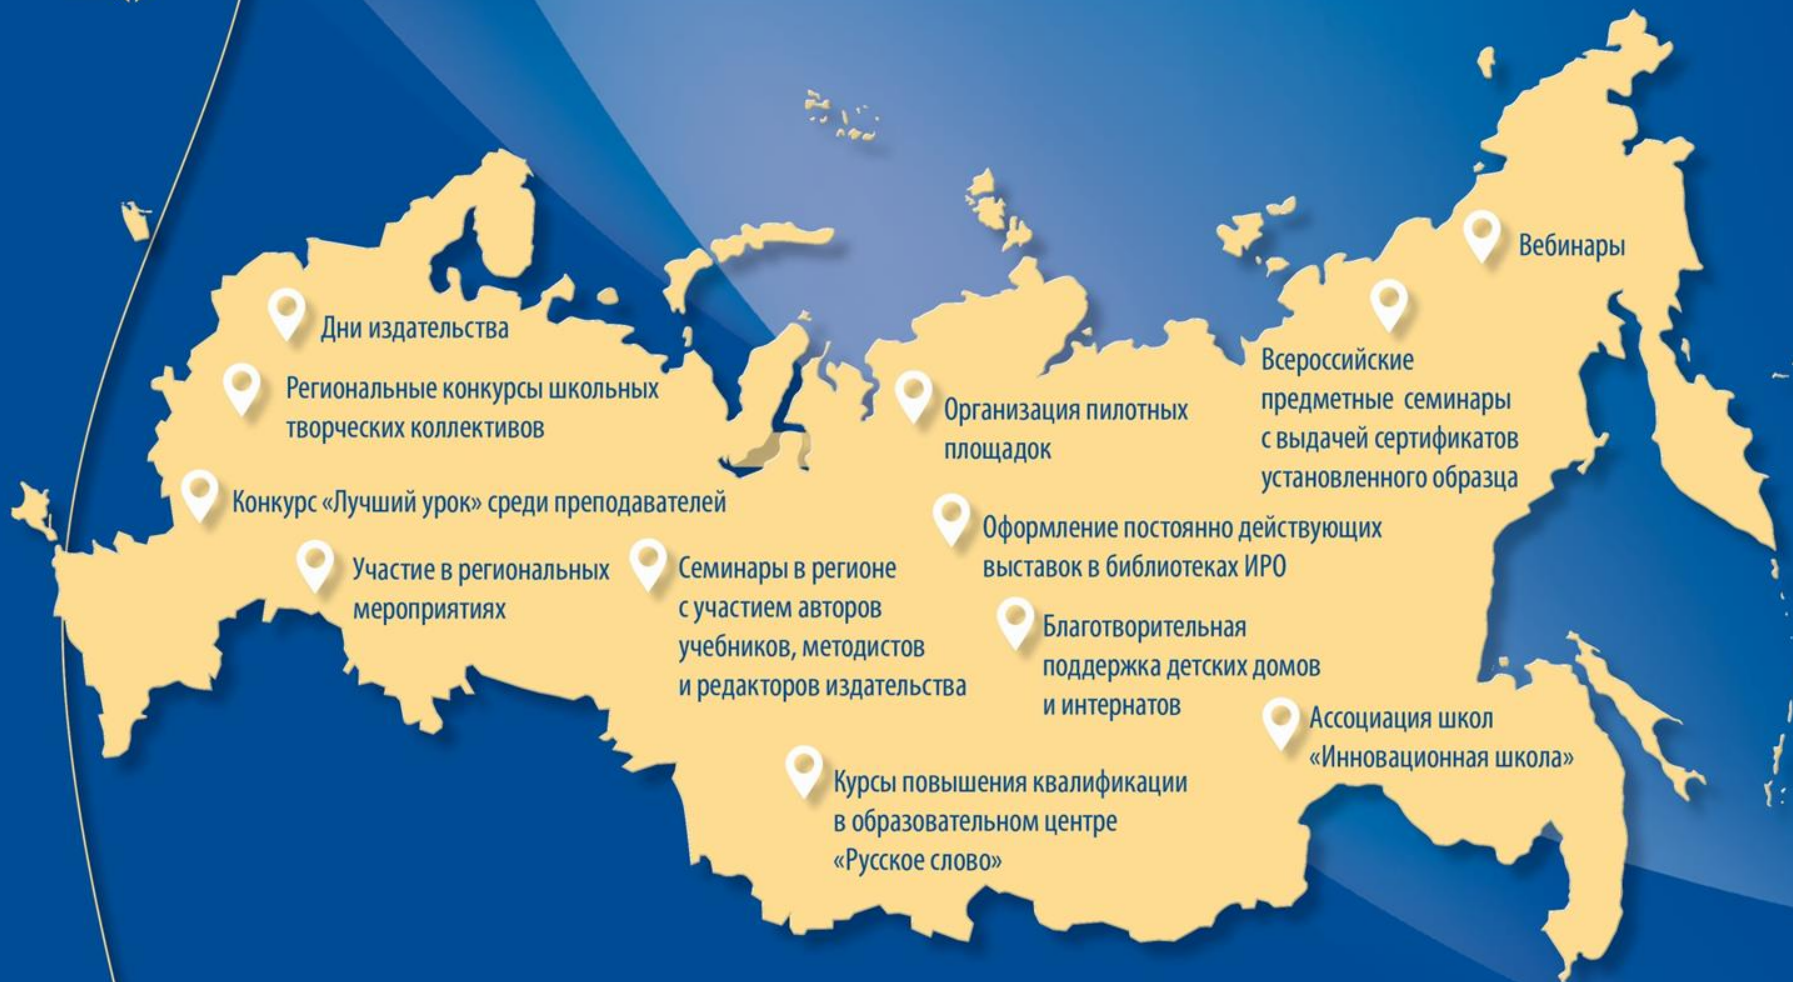 Вебинары
Дни издательства
Всероссийские
предметные семинары
с выдачей сертификатов
установленного образца
Региональные конкурсы школьных
творческих коллективов
Организация пилотных
площадок
Конкурс «Лучший урок» среди преподавателей
Оформление постоянно действующих
выставок в библиотеках ИРО
Участие в региональных
мероприятиях
Семинары в регионе
с участием авторов
учебников, методистов
и редакторов издательства
Благотворительная
поддержка детских домов
и интернатов
Ассоциация школ
«Инновационная школа»
Курсы повышения квалификации
в образовательном центре
«Русское слово»